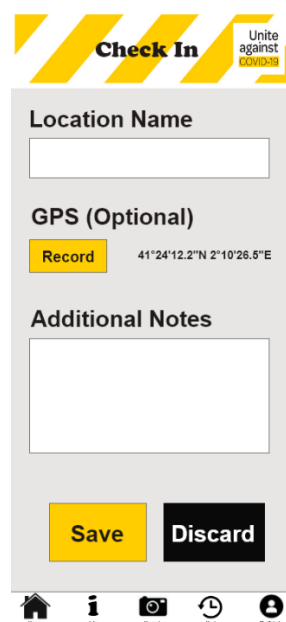 Check In
Unite
against
COVID-19
Location Name
GPS (Optional)
Record
41°24'12.2"N 2°10'26.5"E
Additional Notes
Save
Discard